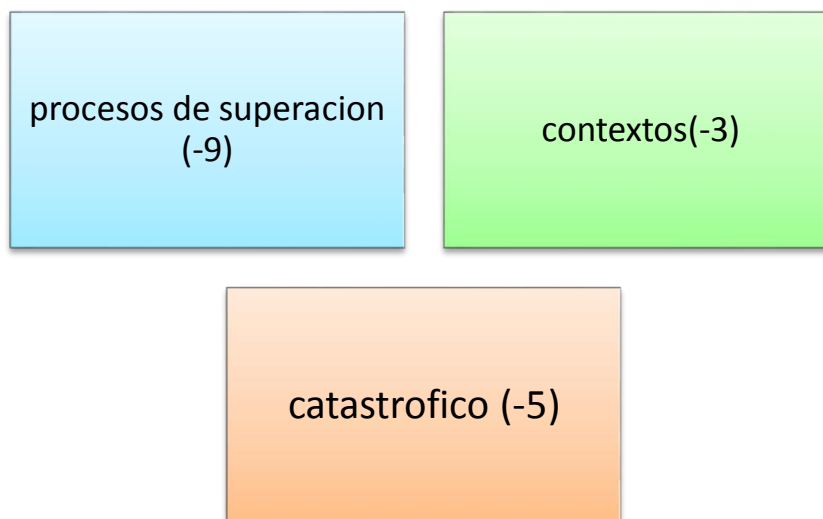 procesos de superacion
(-9)
contextos(-3)
catastrofico (-5)